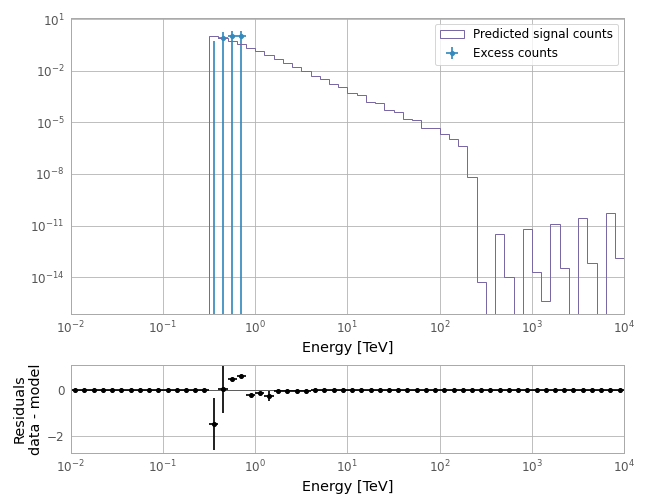 10^1
10^-2
10^-5
10^-8
10^-11
10^-14
Predicted signal counts
Excess counts
10^-2 10^-1 10^0 10^1 10^2 10^3 10^4
Energy [TeV]
Residuals
data - model
0
−2
10^-2 10^-1 10^0 10^1 10^2 10^3 10^4
Energy [TeV]